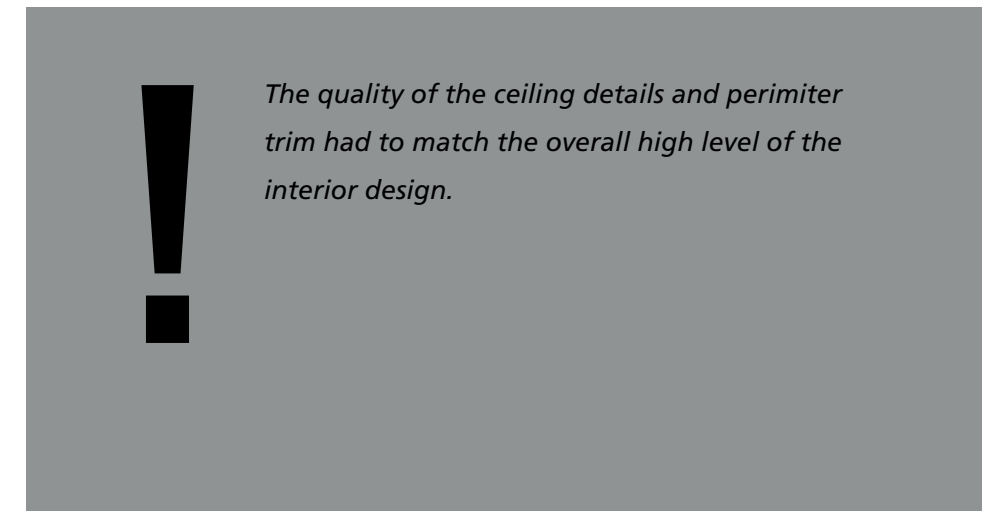 !
The quality of the ceiling details and perimiter
trim had to match the overall high level of the
interior design.